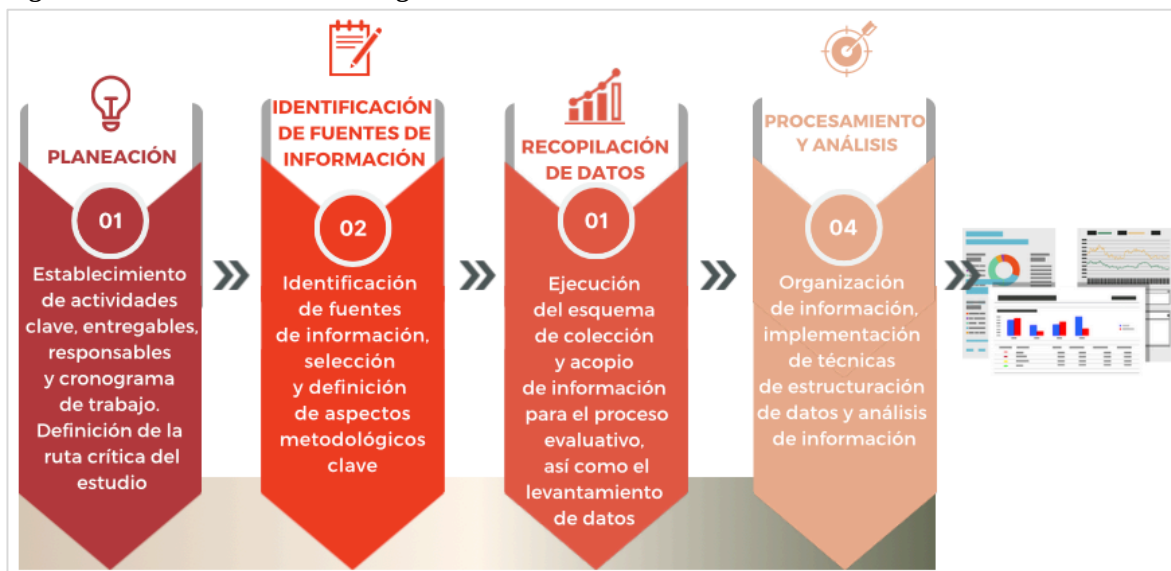 PLANEACIÓN
01
Establecimiento
de actividades
clave, entregables,
responsables
y cronograma
de trabajo.
Definición de la
ruta crítica del
estudio
IDENTIFICACIÓN
DE FUENTES DE
INFORMACIÓN
02
Identificación
de fuentes
de información,
selección
y definición
de aspectos
metodológicos
clave
RECOPILACIÓN
DE DATOS
01
Ejecución
del esquema
de colección
y acopio
de información
para el proceso
evaluativo,
así como el
levantamiento
de datos
PROCESAMIENTO
Y ANÁLISIS
04
Organización
de información,
implementación
de técnicas
de estructuración
de datos y análisis
de información